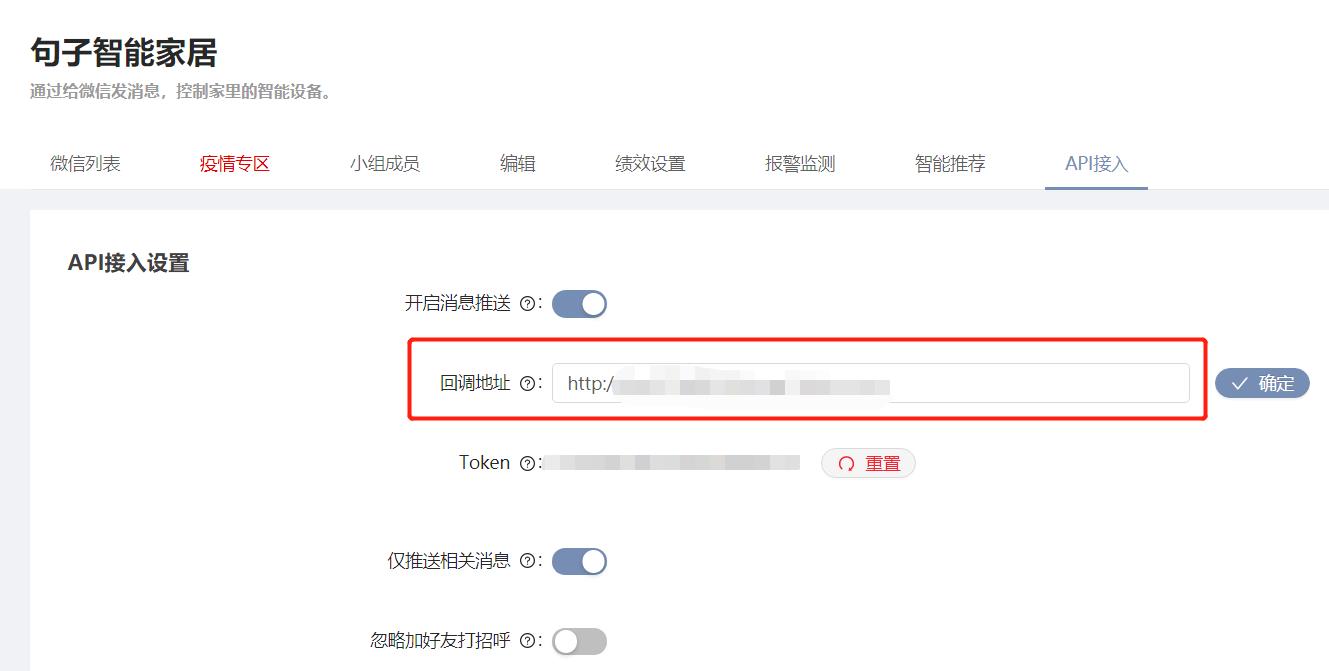 句子智能家居
通过给微信发消息，控制家里的智能设备。
微信列表 疫情专区 小组成员 编辑 绩效设置 报警监测 智能推荐 API接入
API接入设置
开启消息推送 ?:
回调地址 ?: http:/ 确定
Token ?: 重置
仅推送相关消息 ?:
忽略加好友打招呼 ?: